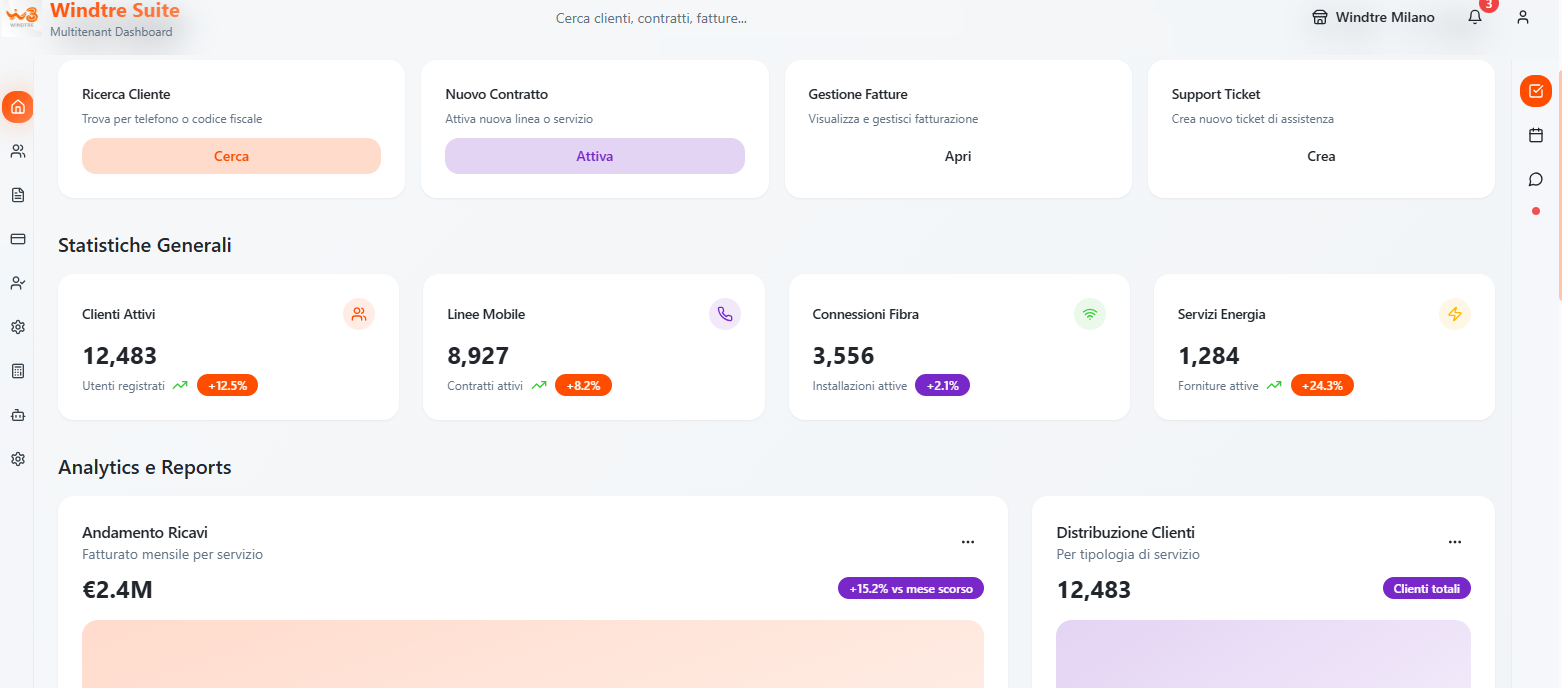 WINDTRE
Windtre Suite
Multitenant Dashboard
Cerca clienti, contratti, fatture...
Windtre Milano
3
Ricerca Cliente
Trova per telefono o codice fiscale
Cerca
Nuovo Contratto
Attiva nuova linea o servizio
Attiva
Gestione Fatture
Visualizza e gestisci fatturazione
Apri
Support Ticket
Crea nuovo ticket di assistenza
Crea
Statistiche Generali
Clienti Attivi
12,483
Utenti registrati +12.5%
Linee Mobile
8,927
Contratti attivi +8.2%
Connessioni Fibra
3,556
Installazioni attive +2.1%
Servizi Energia
1,284
Forniture attive +24.3%
Analytics e Reports
Andamento Ricavi
Fatturato mensile per servizio
€2.4M +15.2% vs mese scorso
Distribuzione Clienti
Per tipologia di servizio
12,483 Clienti totali